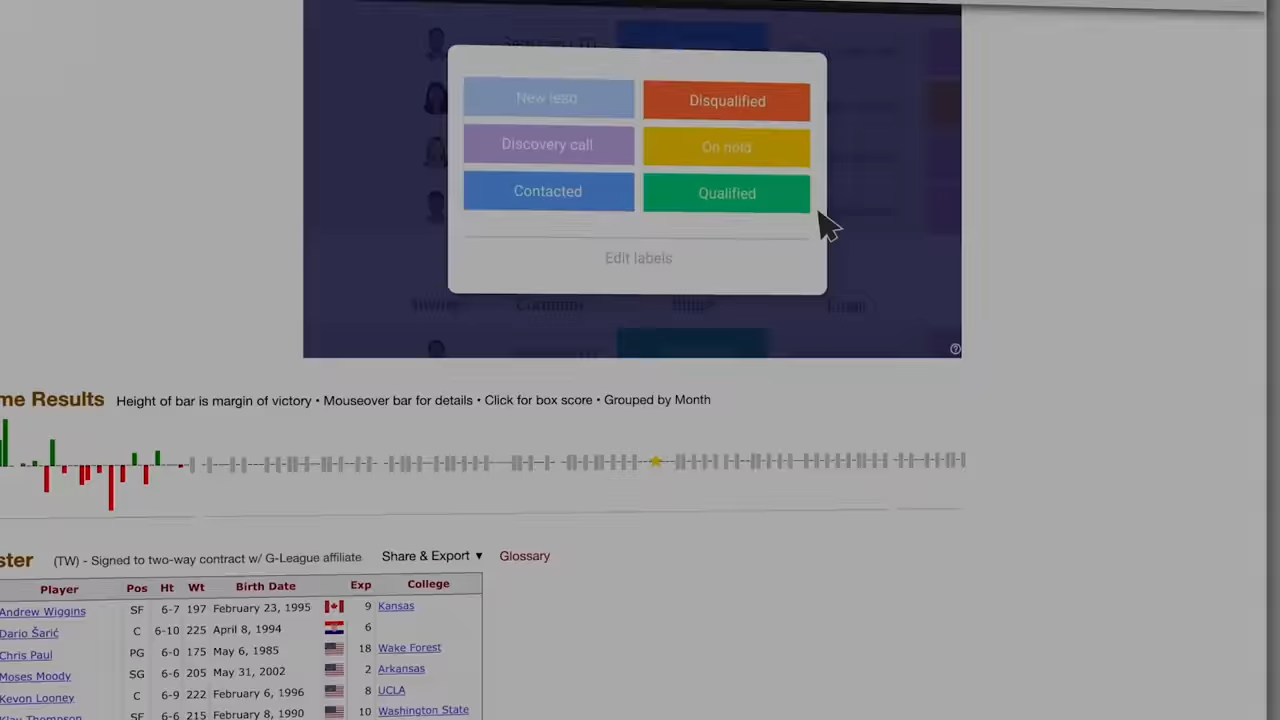 New lead Disqualified
Discovery call On hold
Contacted Qualified
Edit labels
me Results Height of bar is margin of victory • Mouseover bar for details • Click for box score • Grouped by Month
ster (TW) - Signed to two-way contract w/ G-League affiliate Share & Export ▼ Glossary
Player Pos Ht Wt Birth Date Exp College
Andrew Wiggins SF 6-7 197 February 23, 1995 9 Kansas
Dario Šarić C 6-10 225 April 8, 1994 6
Chris Paul PG 6-0 175 May 6, 1985 18 Wake Forest
Moses Moody SG 6-6 205 May 31, 2002 2 Arkansas
Kevon Looney C 6-9 222 February 6, 1996 8 UCLA
Klay Thompson SF 6-6 215 February 8, 1990 10 Washington State